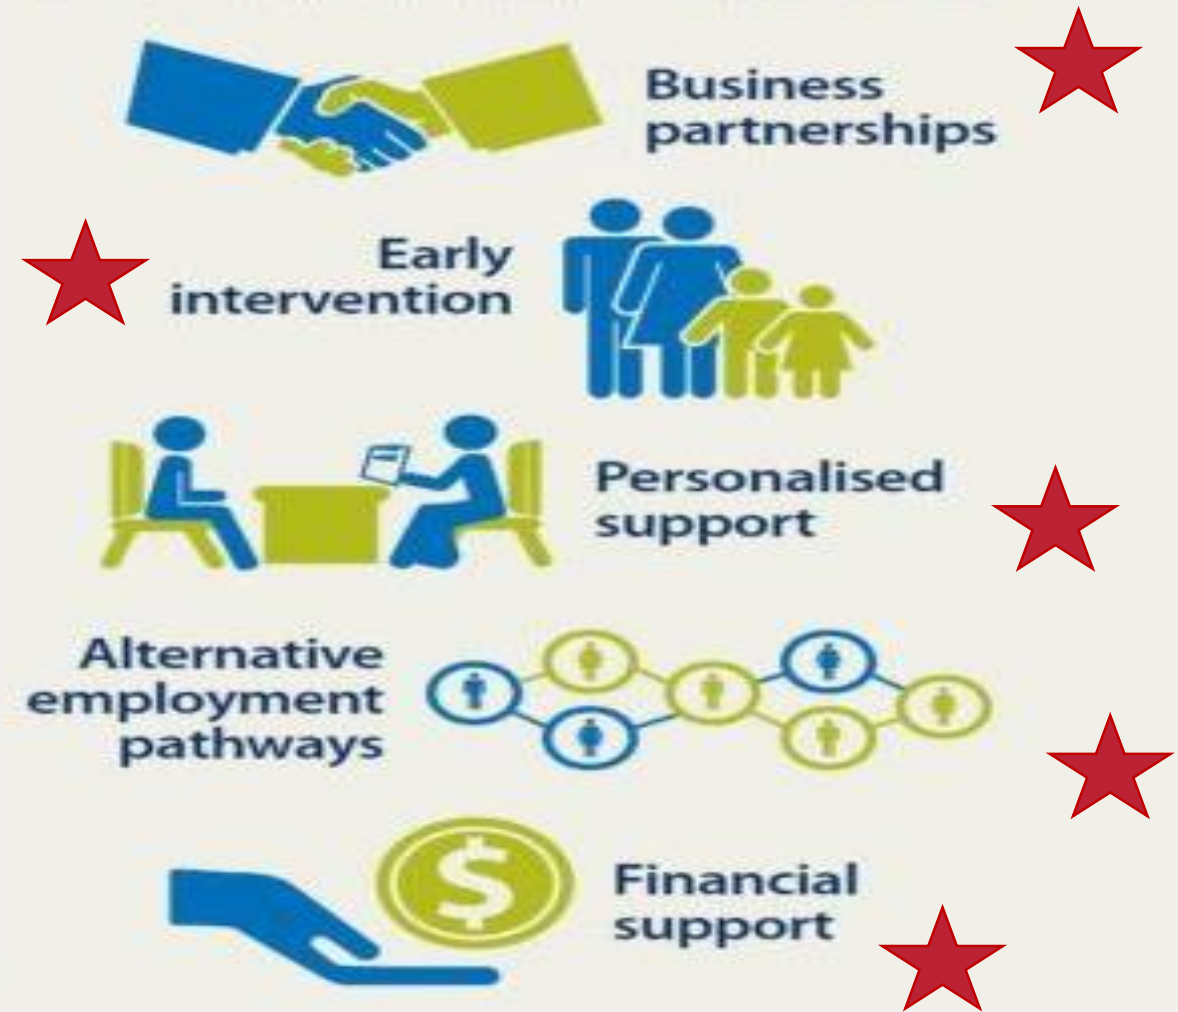 Business
partnerships
Early
intervention
Personalised
support
Alternative
employment
pathways
$
Financial
support